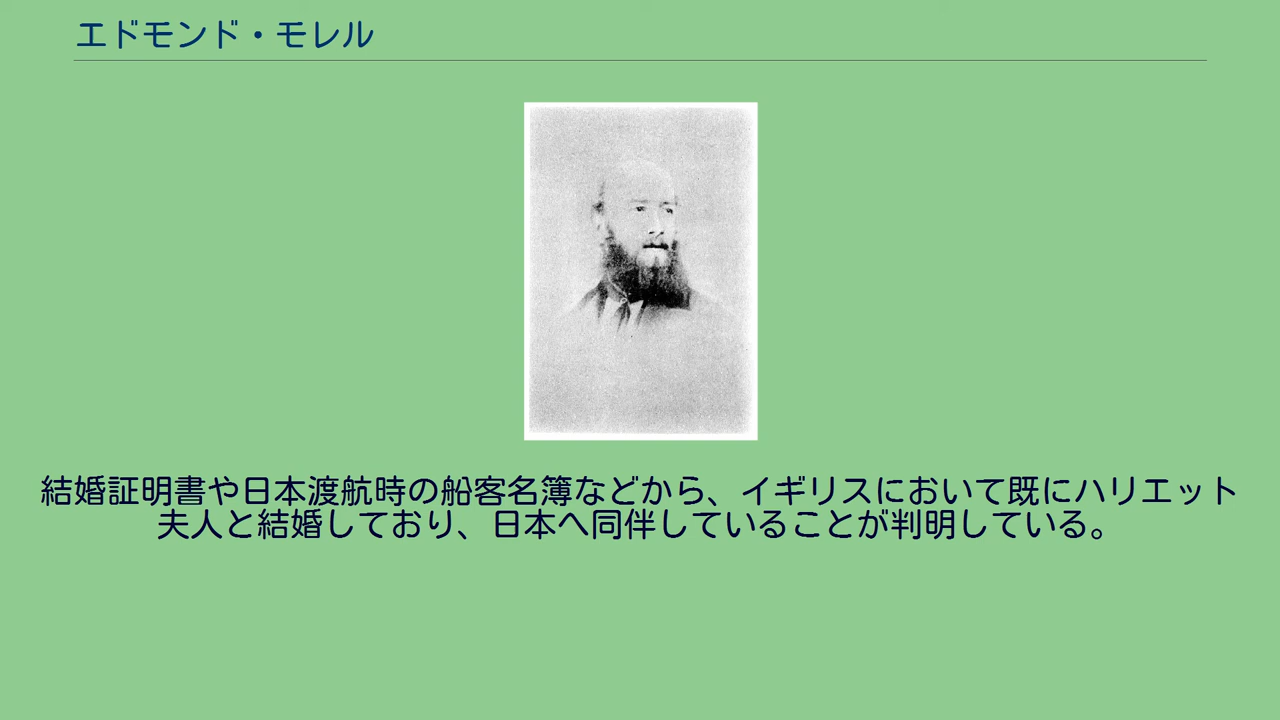 エドモンド・モレル
結婚証明書や日本渡航時の船客名簿などから、イギリスにおいて既にハリエット
夫人と結婚しており、日本へ同伴していることが判明している。